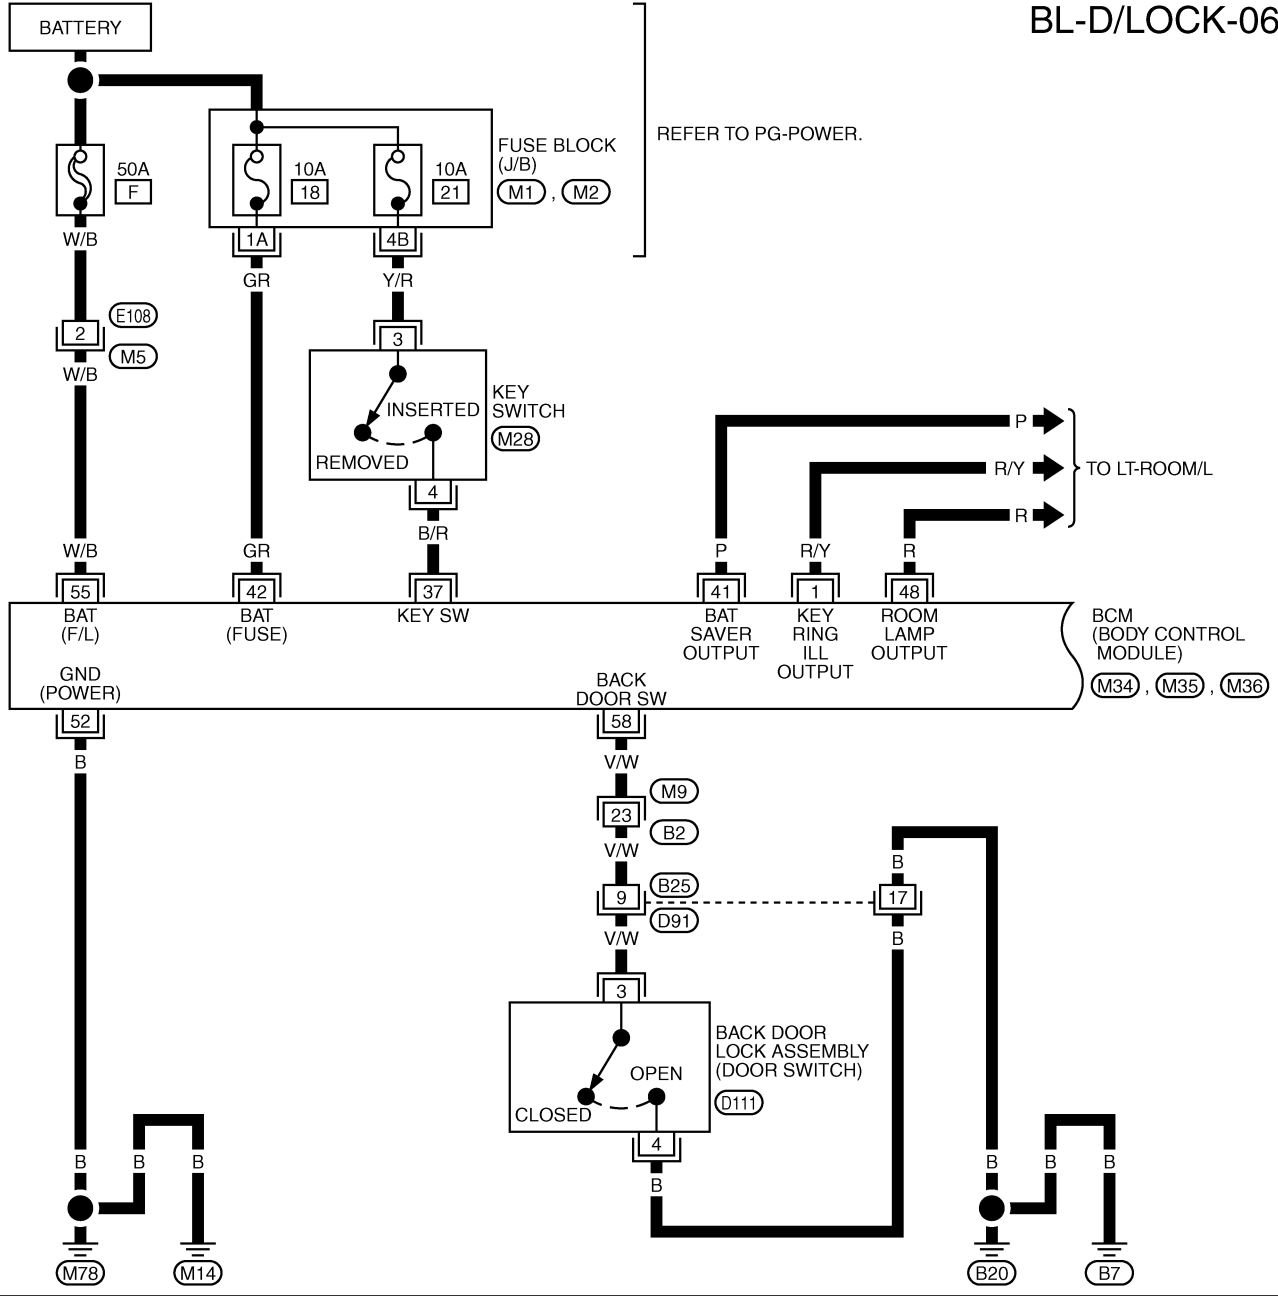 BL-D/LOCK-06
BATTERY
REFER TO PG-POWER.
50A
F
10A
18
10A
21
FUSE BLOCK
(J/B)
M1 , M2
W/B
1A
4B
GR
Y/R
2
E108
M5
W/B
3
INSERTED
REMOVED
KEY
SWITCH
M28
4
B/R
P
R/Y
R
TO LT-ROOM/L
W/B
GR
P
R/Y
R
55
42
37
41
1
48
BAT
(F/L)
BAT
(FUSE)
KEY SW
BAT
SAVER
OUTPUT
KEY
RING
ILL
OUTPUT
ROOM
LAMP
OUTPUT
BCM
(BODY CONTROL
MODULE)
M34 , M35 , M36
GND
(POWER)
BACK
DOOR SW
52
58
B
V/W
23
M9
B2
V/W
9
B25
D91
B
17
B
V/W
3
OPEN
CLOSED
BACK DOOR
LOCK ASSEMBLY
(DOOR SWITCH)
D111
4
B
B
B
B
B
B
B
M78
M14
B20
B7